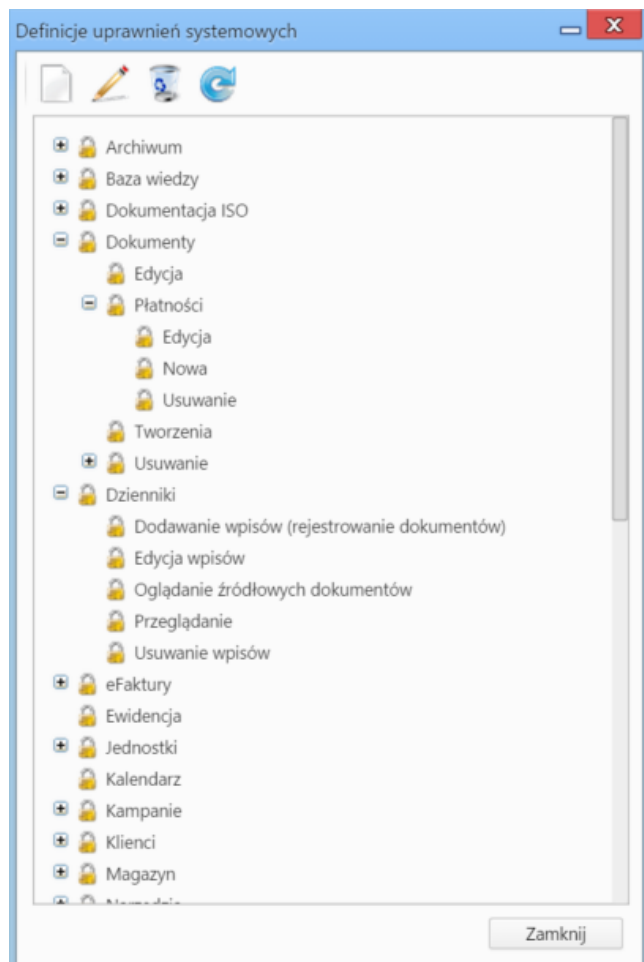 Definicje uprawnień systemowych
Archiwum
Baza wiedzy
Dokumentacja ISO
Dokumenty
Edycja
Płatności
Edycja
Nowa
Usuwanie
Tworzenia
Usuwanie
Dzienniki
Dodawanie wpisów (rejestrowanie dokumentów)
Edycja wpisów
Oglądanie źródłowych dokumentów
Przeglądanie
Usuwanie wpisów
eFaktury
Ewidencja
Jednostki
Kalendarz
Kampanie
Klienci
Magazyn
Zamknij